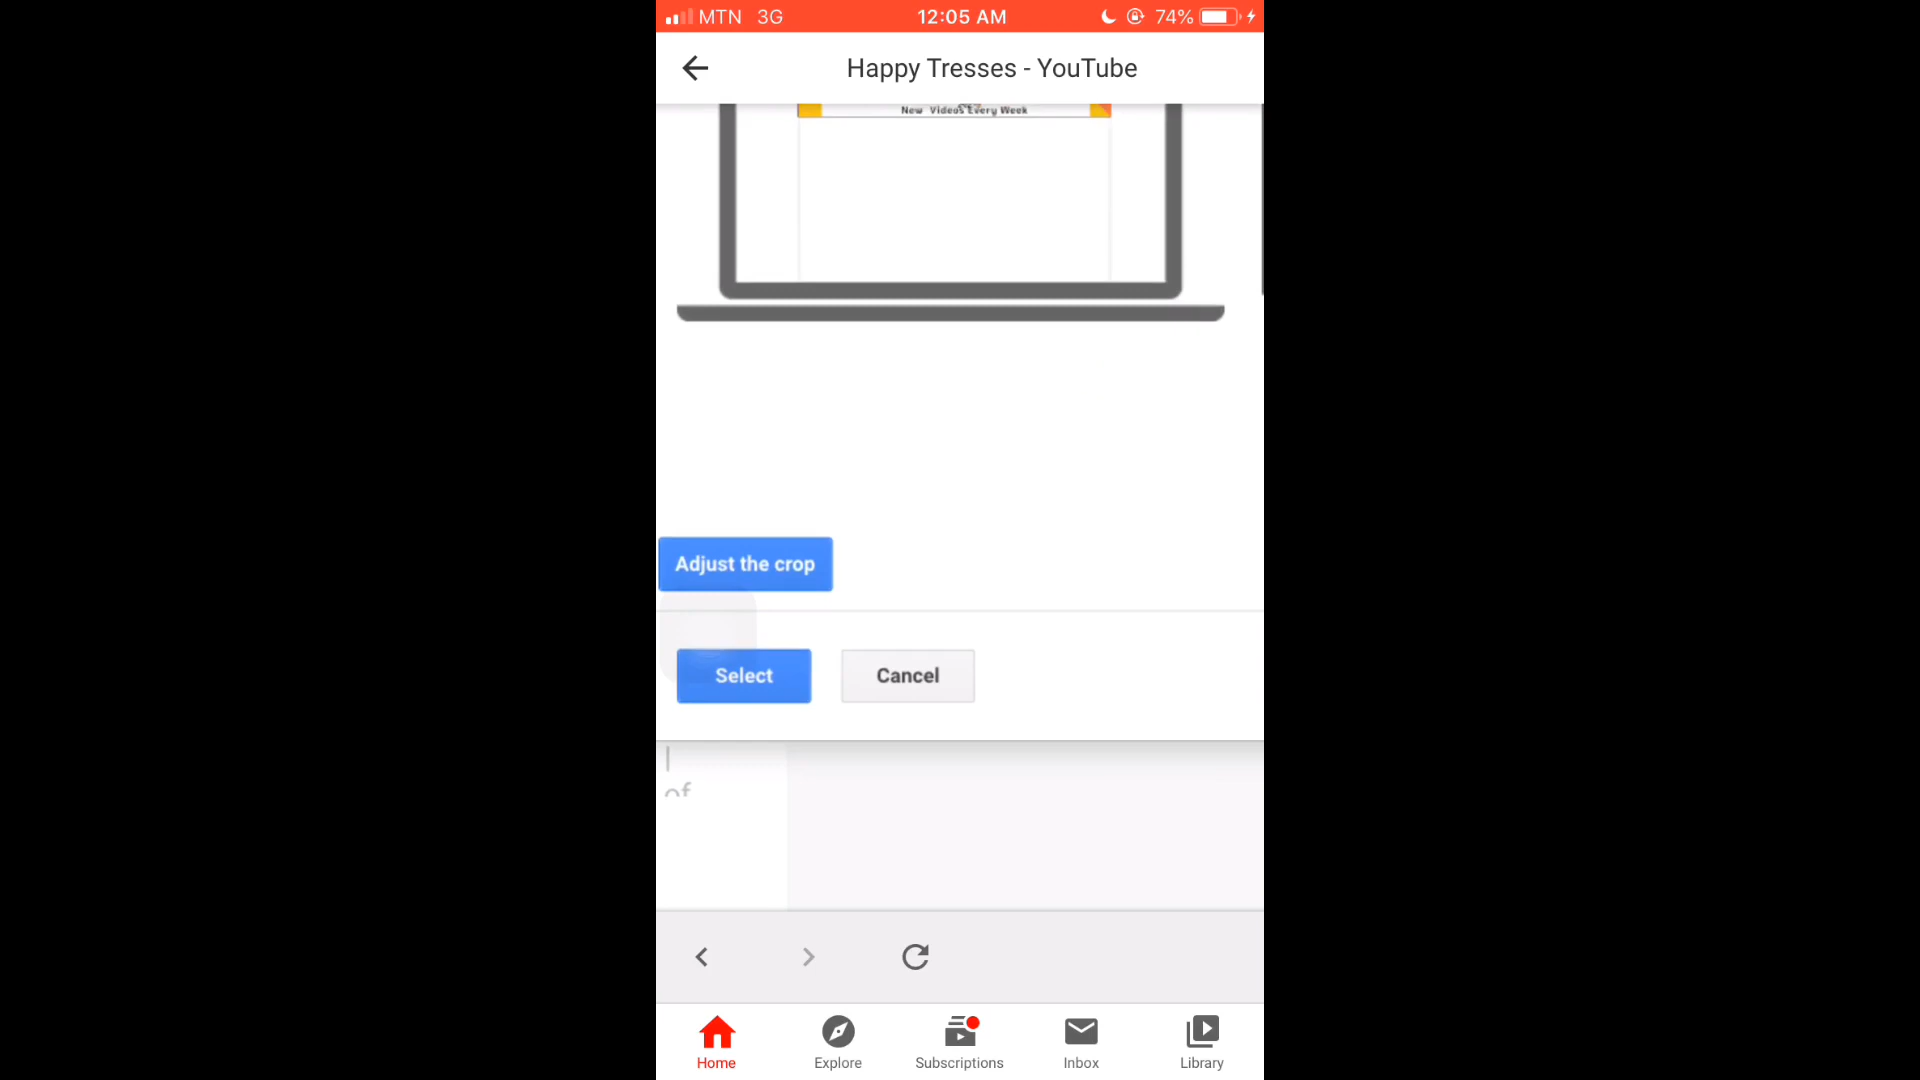 MTN 3G 12:05 AM 74%
Happy Tresses - YouTube
New Videos Every Week
Adjust the crop
Select Cancel
of
Home Explore Subscriptions Inbox Library